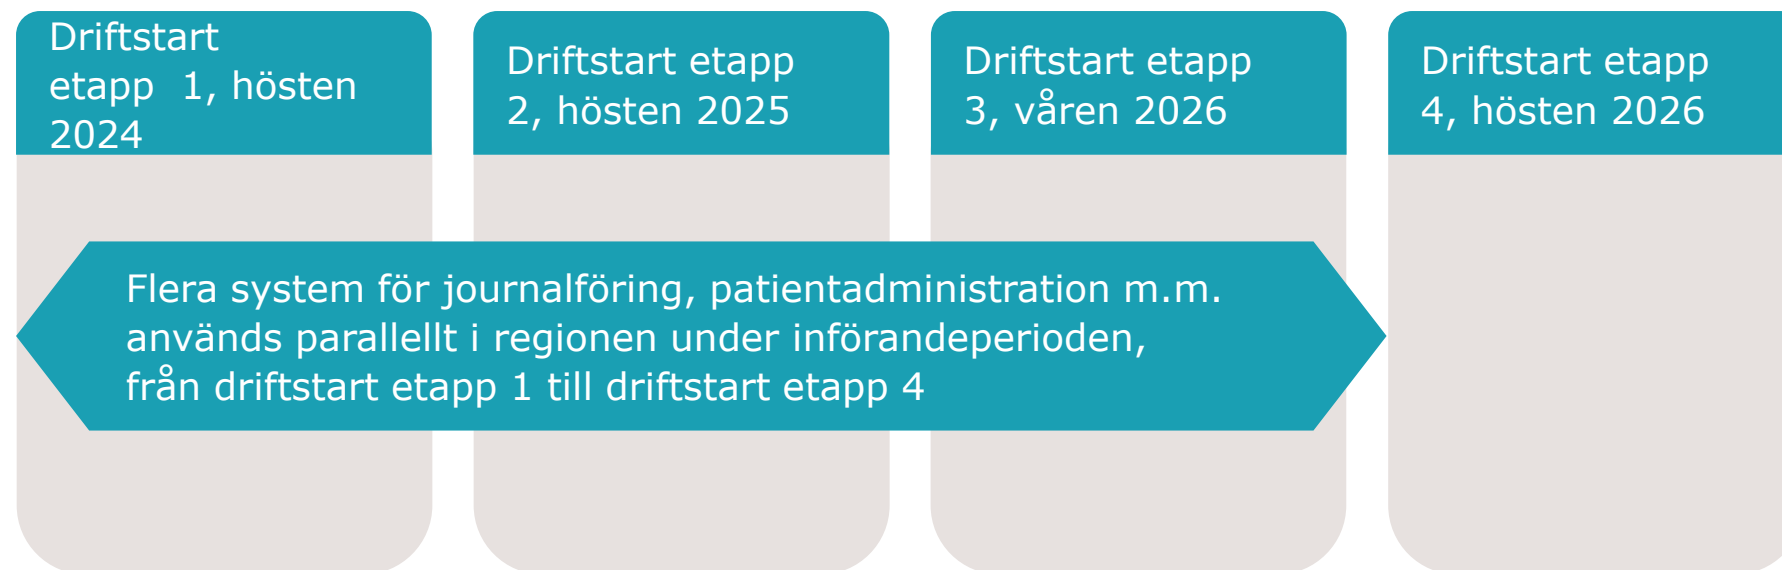 Driftstart
etapp  1, hösten
2024
Driftstart etapp
2, hösten 2025
Driftstart etapp
3, våren 2026
Driftstart etapp
4, hösten 2026
Flera system för journalföring, patientadministration m.m.
används parallellt i regionen under införandeperioden,
från driftstart etapp 1 till driftstart etapp 4